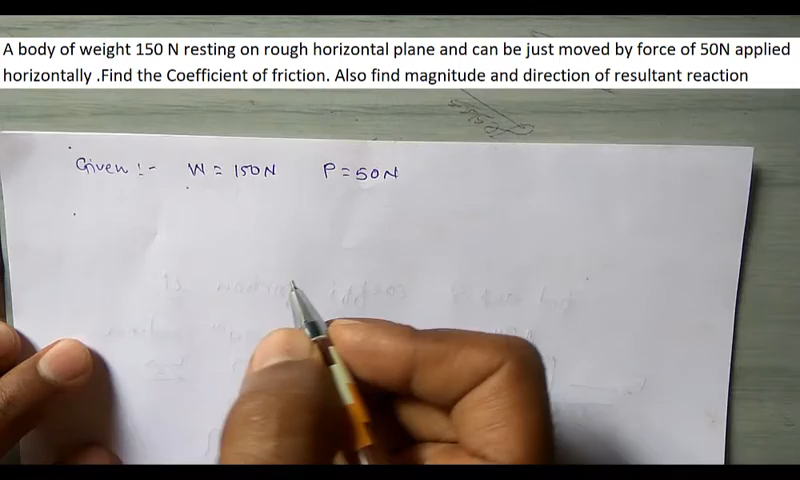 A body of weight 150 N resting on rough horizontal plane and can be just moved by force of 50N applied
horizontally .Find the Coefficient of friction. Also find magnitude and direction of resultant reaction
Given :- W = 150N P = 50N